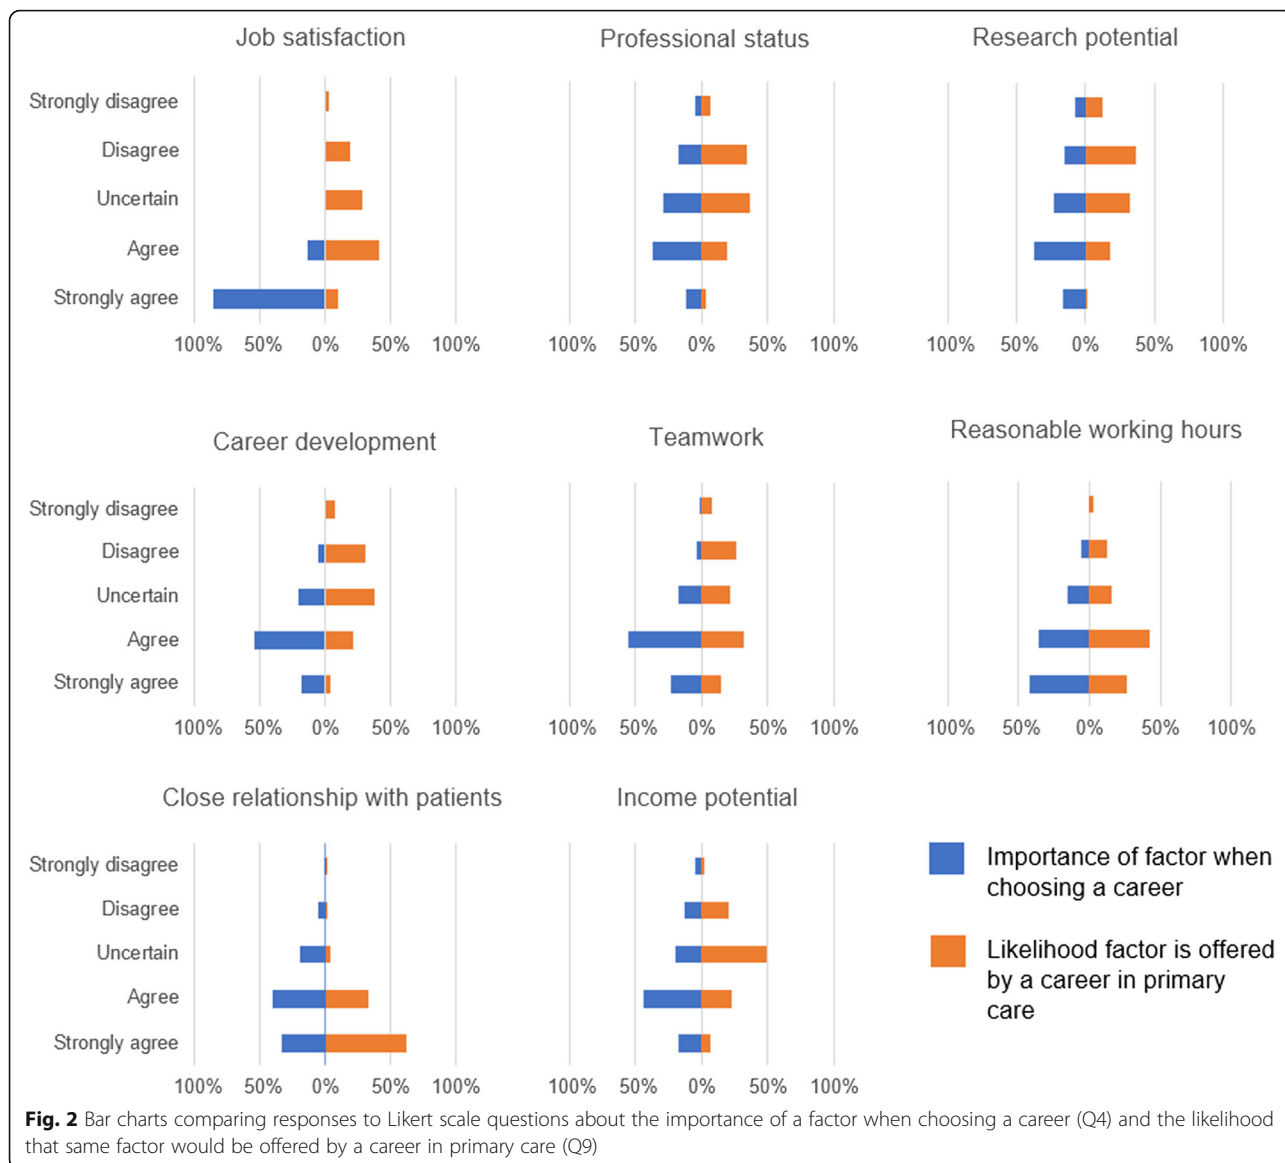 Job satisfaction
Professional status
Research potential
Strongly disagree
Disagree
Uncertain
Agree
Strongly agree
100% 50% 0% 50% 100%
100% 50% 0% 50% 100%
100% 50% 0% 50% 100%
Career development
Teamwork
Reasonable working hours
Strongly disagree
Disagree
Uncertain
Agree
Strongly agree
100% 50% 0% 50% 100%
100% 50% 0% 50% 100%
100% 50% 0% 50% 100%
Close relationship with patients
Income potential
Strongly disagree
Disagree
Uncertain
Agree
Strongly agree
100% 50% 0% 50% 100%
100% 50% 0% 50% 100%
Importance of factor when
choosing a career
Likelihood factor is offered
by a career in primary
care
Fig. 2 Bar charts comparing responses to Likert scale questions about the importance of a factor when choosing a career (Q4) and the likelihood
that same factor would be offered by a career in primary care (Q9)